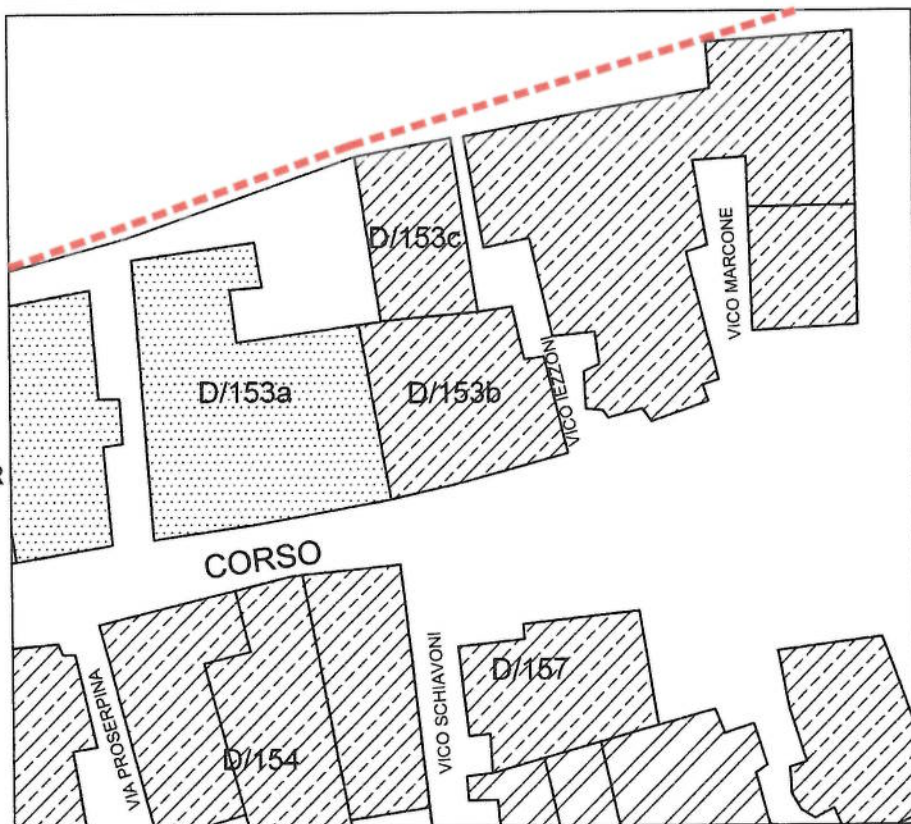 D/153c
VICO MARCONE
D/153a
D/153b
VICO IEZZONI
CORSO
D/157
VIA PROSERPINA
VICO SCHIAVONI
D/154